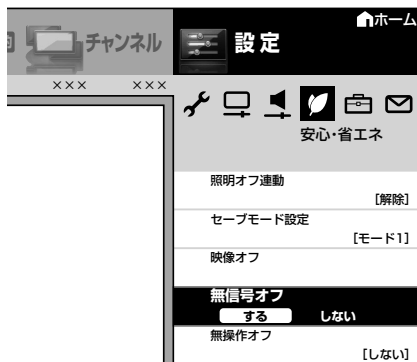 ホーム
チャンネル
設定
××× ×××
安心・省エネ
照明オフ連動
[解除]
セーブモード設定
[モード1]
映像オフ
無信号オフ
する しない
無操作オフ
[しない]